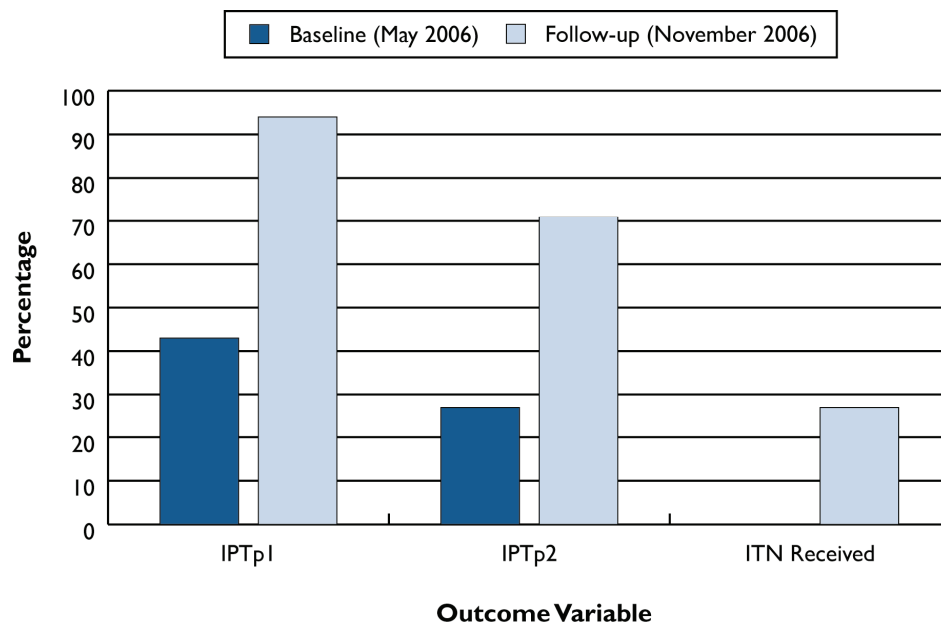 Baseline (May 2006) Follow-up (November 2006)
Percentage
100
90
80
70
60
50
40
30
20
10
0
IPTp1 IPTp2 ITN Received
Outcome Variable